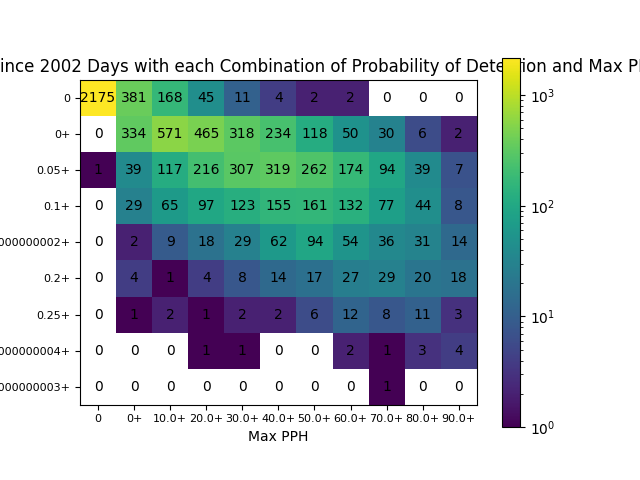 ince 2002 Days with each Combination of Probability of Dete ion and Max P
0 2175 381 168 45 11 4 2 2 0 0 0
0+ 0 334 571 465 318 234 118 50 30 6 2
0.05+ 1 39 117 216 307 319 262 174 94 39 7
0.1+ 0 29 65 97 123 155 161 132 77 44 8
000000002+ 0 2 9 18 29 62 94 54 36 31 14
0.2+ 0 4 1 4 8 14 17 27 29 20 18
0.25+ 0 1 2 1 2 2 6 12 8 11 3
000000004+ 0 0 0 1 1 0 0 2 1 3 4
000000003+ 0 0 0 0 0 0 0 0 1 0 0
0 0+ 10.0+ 20.0+ 30.0+ 40.0+ 50.0+ 60.0+ 70.0+ 80.0+ 90.0+
Max PPH
10³
10²
10¹
10⁰